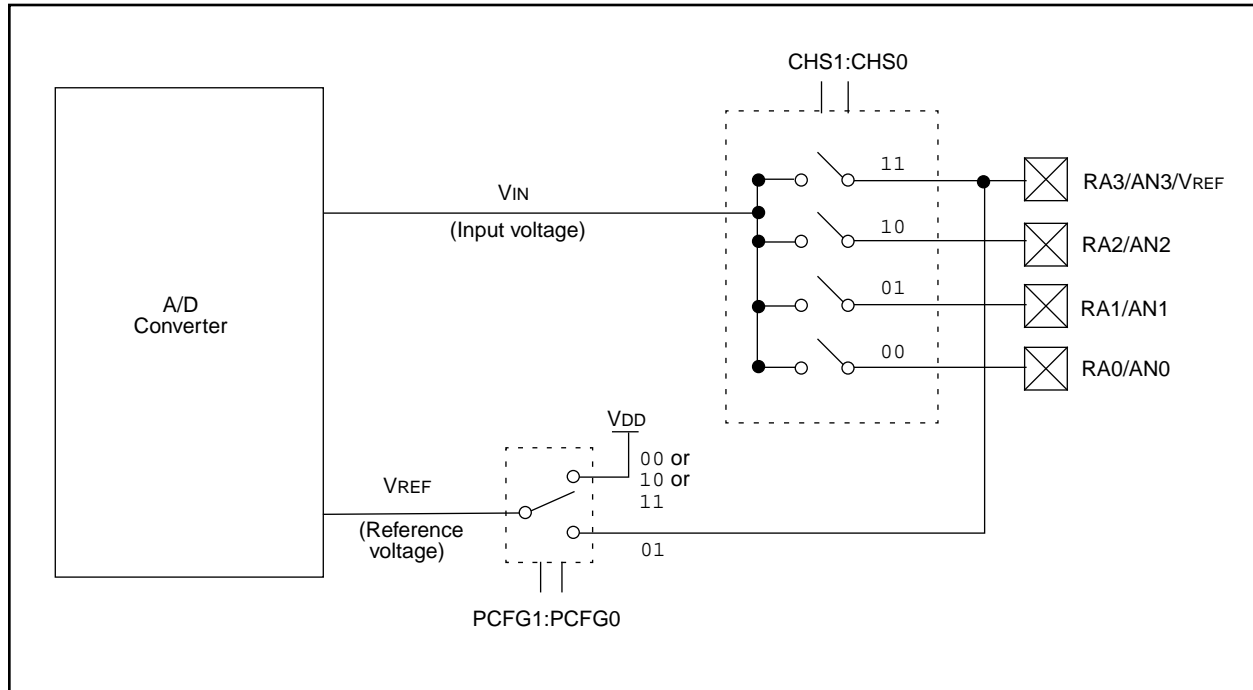 CHS1:CHS0
11
RA3/AN3/VREF
VIN
(Input voltage)
10
RA2/AN2
A/D
Converter
01
RA1/AN1
00
RA0/AN0
VDD
00 or
10 or
11
VREF
(Reference
voltage)
01
PCFG1:PCFG0